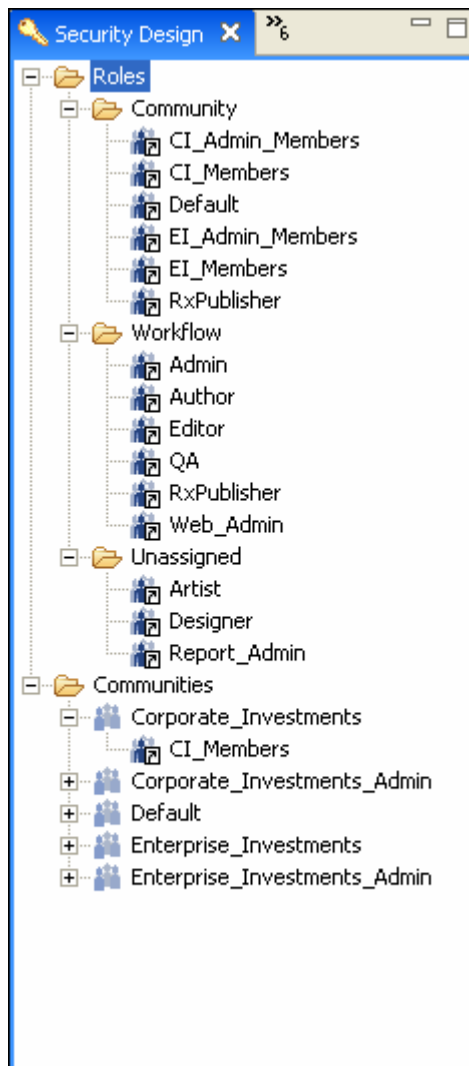 Security Design
»6
Roles
Community
CI_Admin_Members
CI_Members
Default
EI_Admin_Members
EI_Members
RxPublisher
Workflow
Admin
Author
Editor
QA
RxPublisher
Web_Admin
Unassigned
Artist
Designer
Report_Admin
Communities
Corporate_Investments
CI_Members
Corporate_Investments_Admin
Default
Enterprise_Investments
Enterprise_Investments_Admin